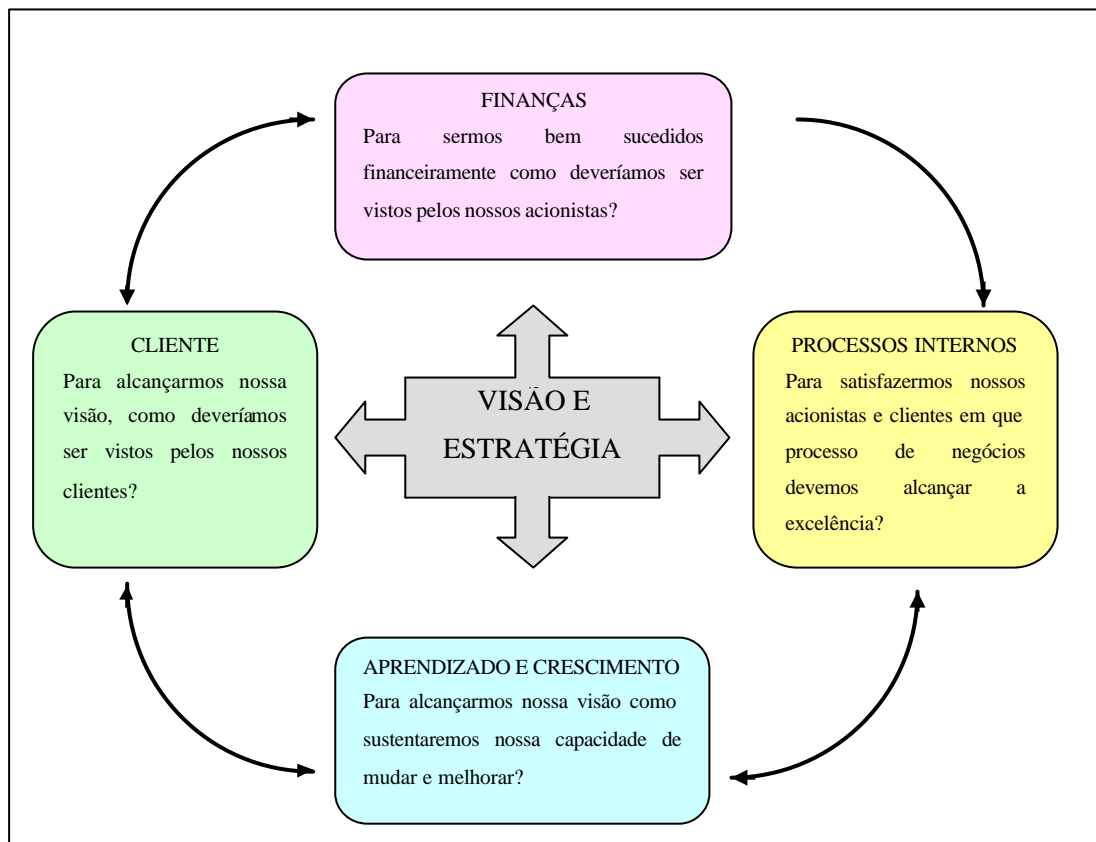 FINANÇAS
Para sermos bem sucedidos
financeiramente como deveríamos ser
vistos pelos nossos acionistas?
CLIENTE
Para alcançarmos nossa
visão, como deveríamos
ser vistos pelos nossos
clientes?
VISÃO E
ESTRATÉGIA
PROCESSOS INTERNOS
Para satisfazermos nossos
acionistas e clientes em que
processo de negócios
devemos alcançar a
excelência?
APRENDIZADO E CRESCIMENTO
Para alcançarmos nossa visão como
sustentaremos nossa capacidade de
mudar e melhorar?